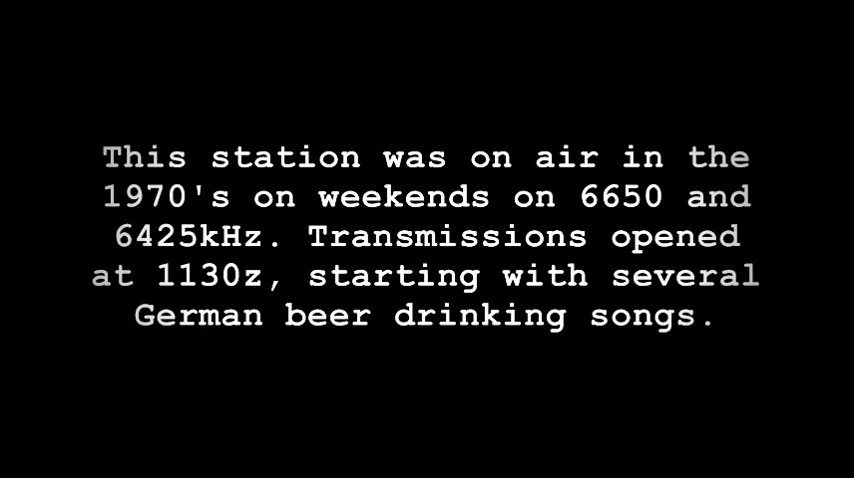 This station was on air in the
1970's on weekends on 6650 and
6425kHz. Transmissions opened
at 1130z, starting with several
German beer drinking songs.